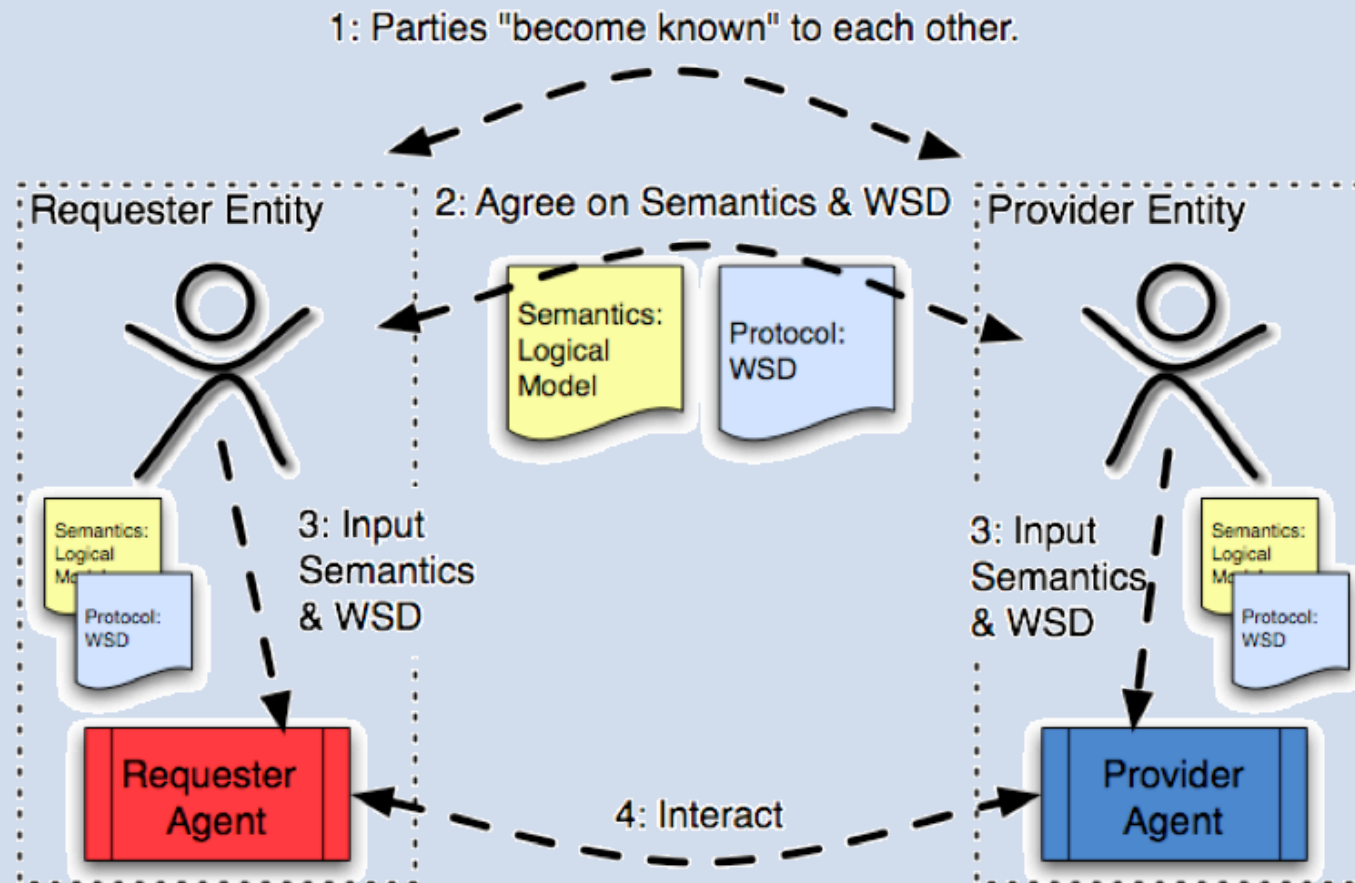 1: Parties "become known" to each other.
Requester Entity
2: Agree on Semantics & WSD
Provider Entity
Semantics:
Logical
Model
Protocol:
WSD
Semantics:
Logical
Protocol:
WSD
3: Input
Semantics
& WSD
3: Input
Semantics
& WSD
Semantics:
Logical
Protocol:
WSD
Requester
Agent
4: Interact
Provider
Agent